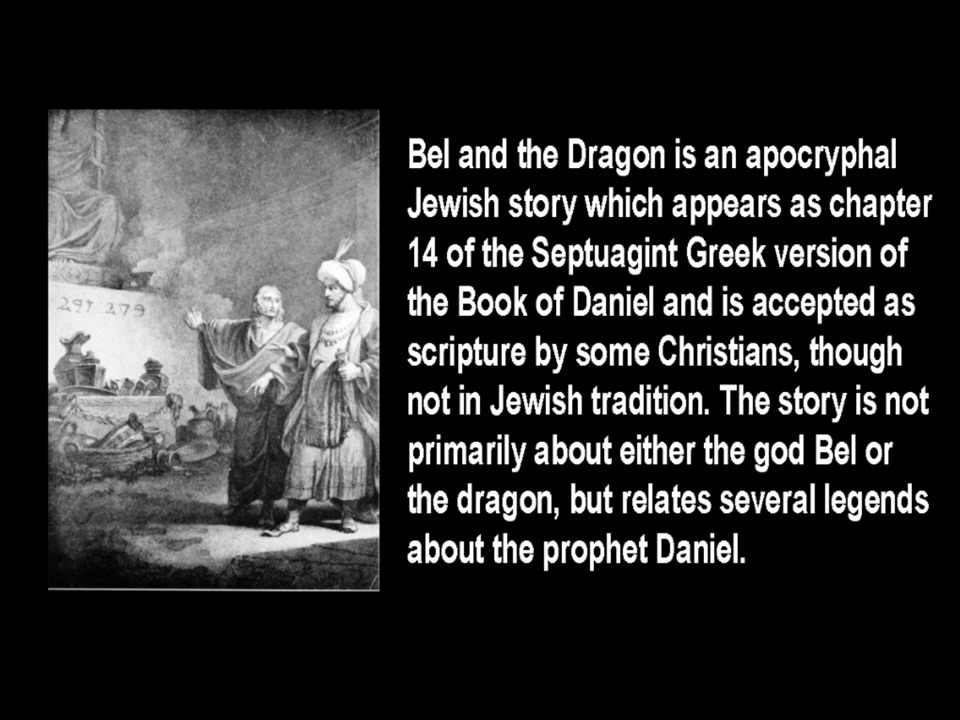 Bel and the Dragon is an apocryphal
Jewish story which appears as chapter
14 of the Septuagint Greek version of
the Book of Daniel and is accepted as
scripture by some Christians, though
not in Jewish tradition. The story is not
primarily about either the god Bel or
the dragon, but relates several legends
about the prophet Daniel.